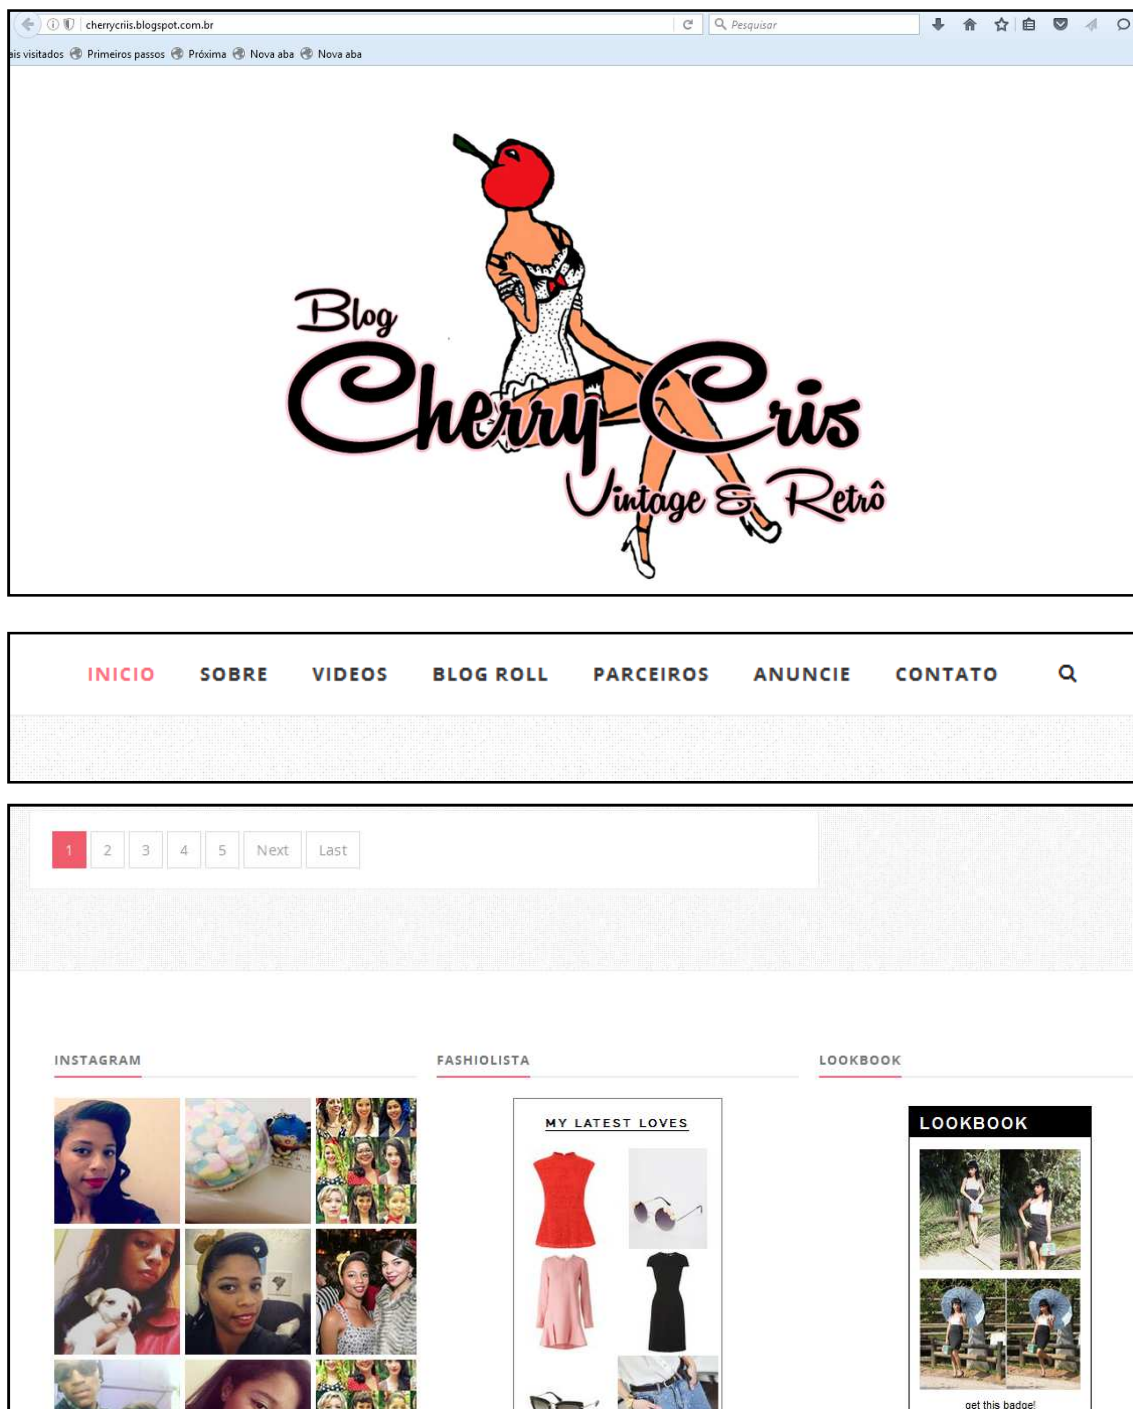 cherrycriis.blogspot.com.br
Pesquisar
ais visitados Primeiros passos Próxima Nova aba Nova aba
Blog
Cherry Cris
Vintage & Retrô
INICIO SOBRE VIDEOS BLOG ROLL PARCEIROS ANUNCIE CONTATO
1 2 3 4 5 Next Last
INSTAGRAM FASHIOLISTA LOOKBOOK
MY LATEST LOVES
LOOKBOOK
get this badge!